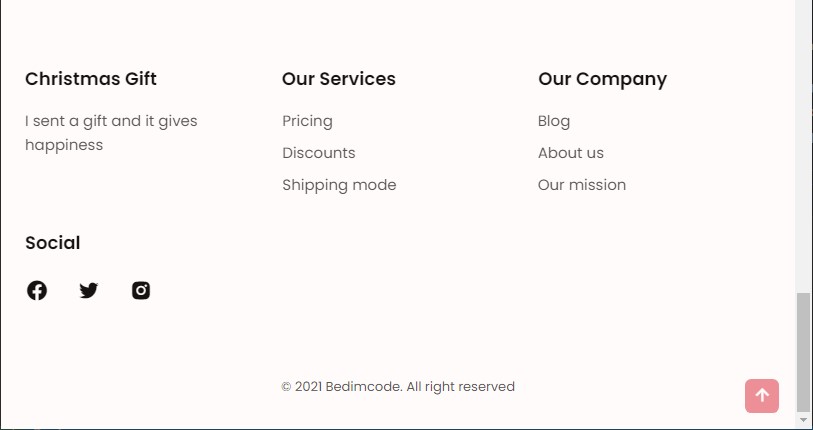 Christmas Gift
I sent a gift and it gives
happiness
Our Services
Pricing
Discounts
Shipping mode
Our Company
Blog
About us
Our mission
Social
© 2021 Bedimcode. All right reserved